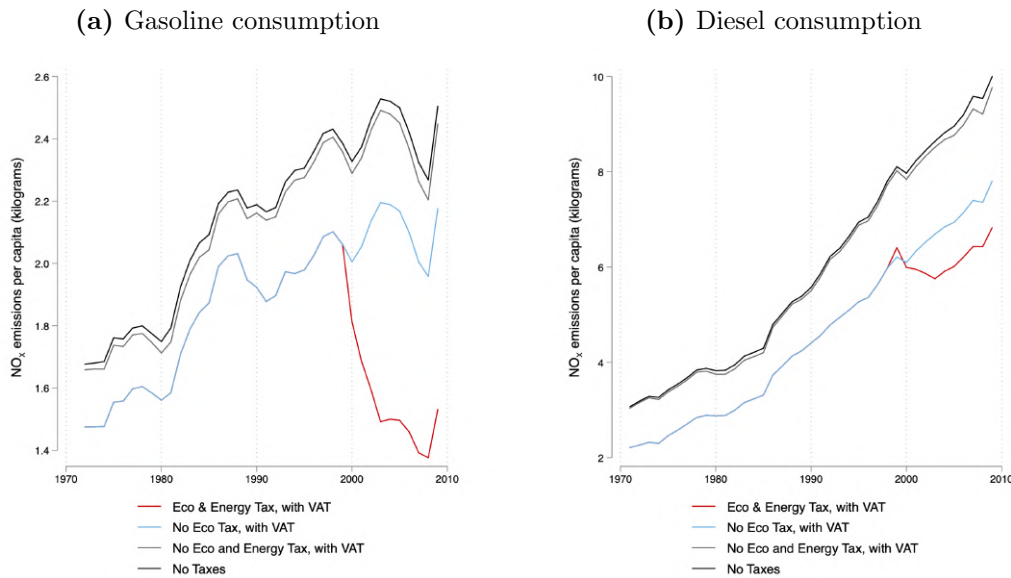 (a) Gasoline consumption
NOx emissions per capita (kilograms)
2.6
2.4
2.2
2.0
1.8
1.6
1.4
1970 1980 1990 2000 2010
Eco & Energy Tax, with VAT
No Eco Tax, with VAT
No Eco and Energy Tax, with VAT
No Taxes
(b) Diesel consumption
NOx emissions per capita (kilograms)
10
8
6
4
2
1970 1980 1990 2000 2010
Eco & Energy Tax, with VAT
No Eco Tax, with VAT
No Eco and Energy Tax, with VAT
No Taxes